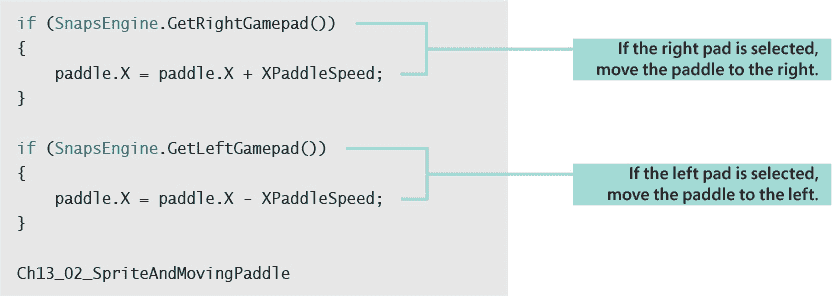 if (SnapsEngine.GetRightGamepad())
{
    paddle.X = paddle.X + XPaddleSpeed;
}
If the right pad is selected,
move the paddle to the right.
if (SnapsEngine.GetLeftGamepad())
{
    paddle.X = paddle.X - XPaddleSpeed;
}
If the left pad is selected,
move the paddle to the left.
Ch13_02_SpriteAndMovingPaddle